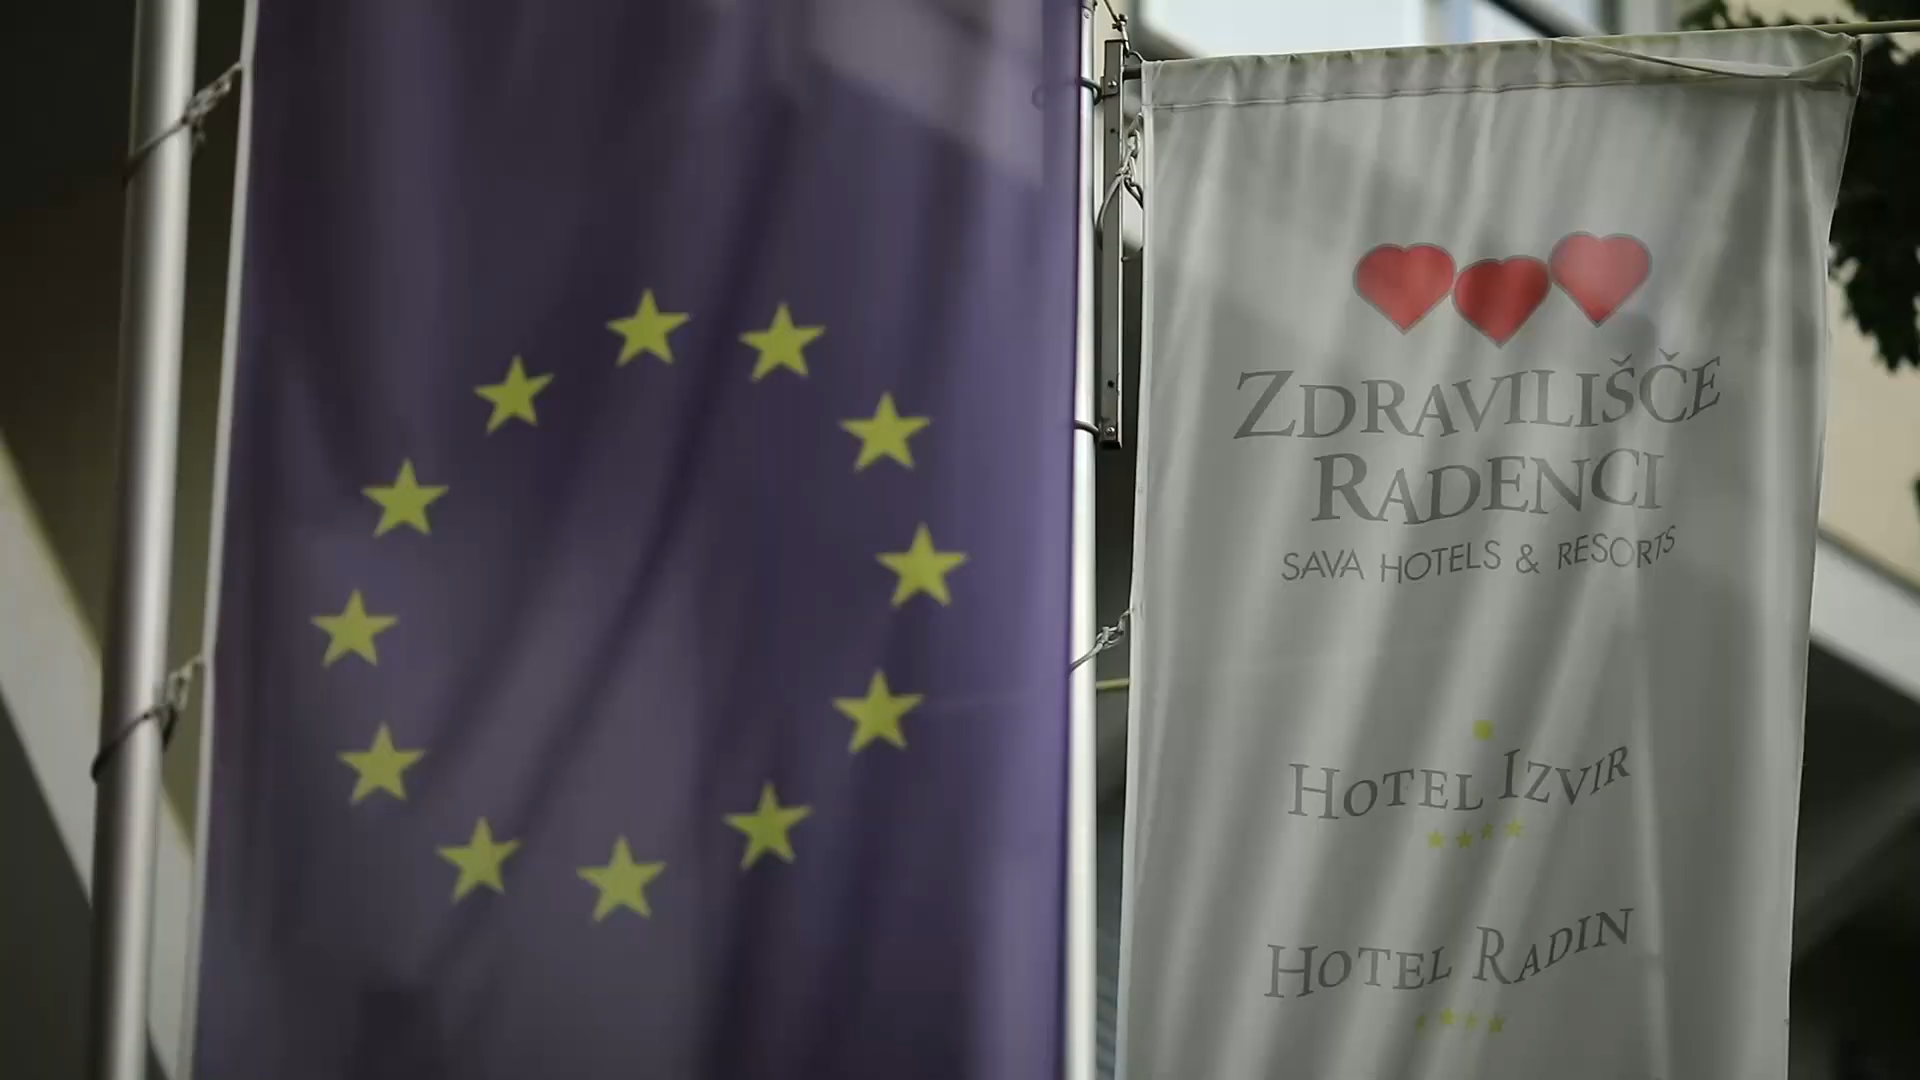 ZDRAVILIŠČE
RADENCI
SAVA HOTELS & RESORTS
HOTEL IZVIR
HOTEL RADIN